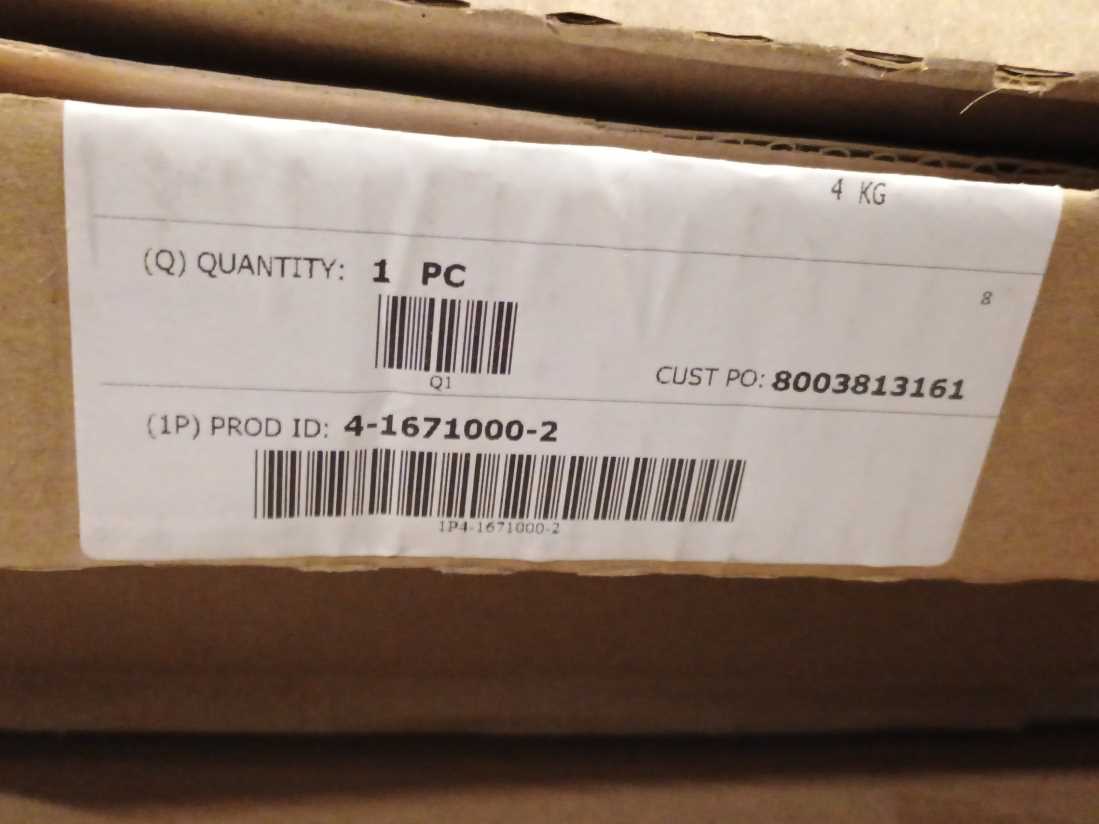 4 KG
(Q) QUANTITY: 1 PC
8
Q1
CUST PO: 8003813161
(1P) PROD ID: 4-1671000-2
1P4-1671000-2